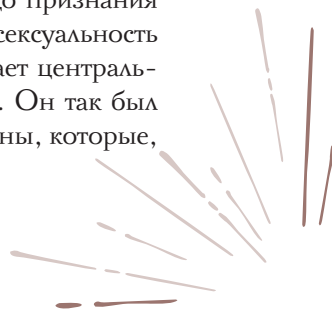 до признания
сексуальность
ает централь-
. Он так был
ны, которые,